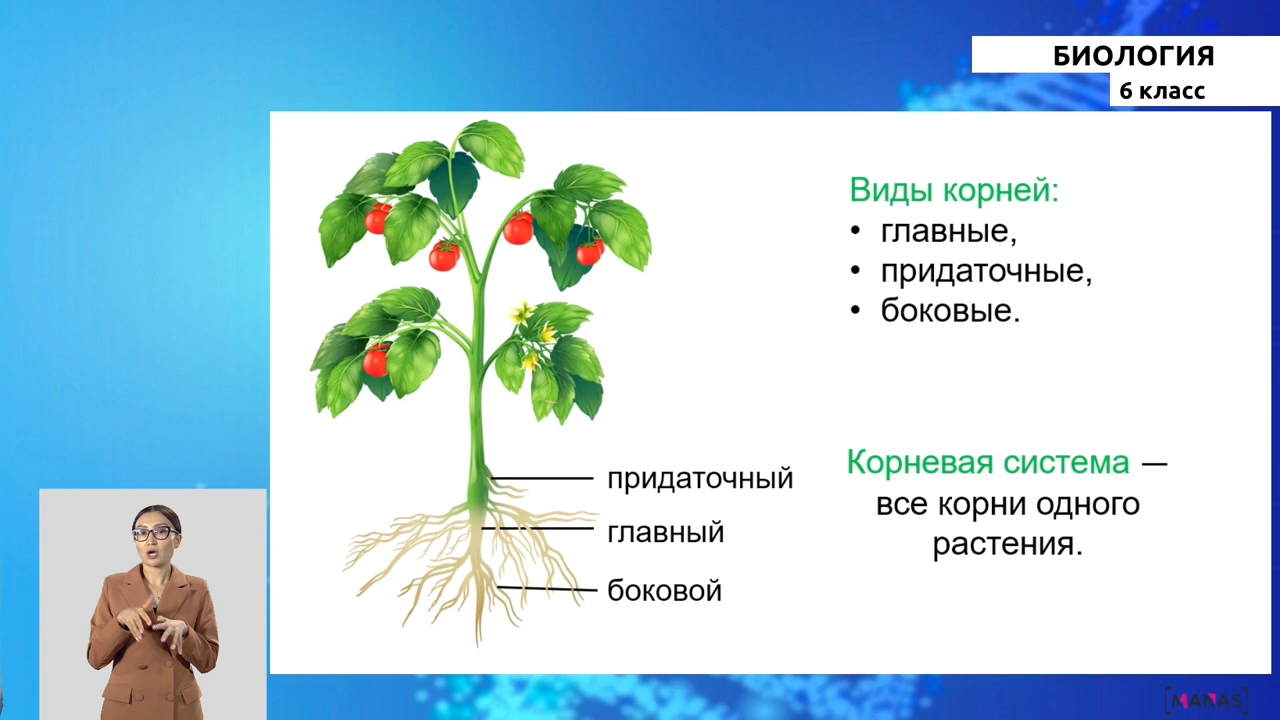 БИОЛОГИЯ
6 класс
Виды корней:
• главные,
• придаточные,
• боковые.
придаточный
главный
боковой
Корневая система —
все корни одного
растения.
MANAS